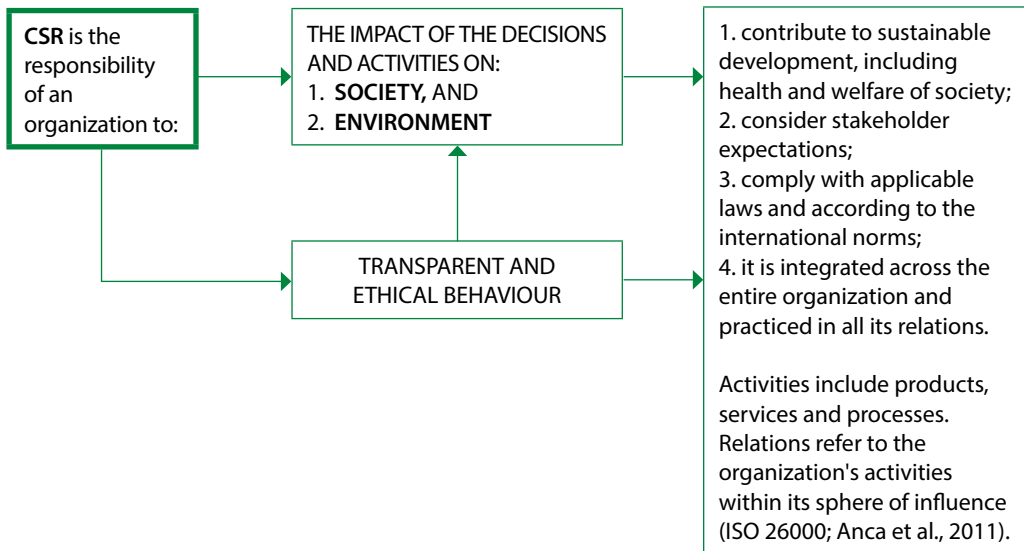 CSR is the
responsibility
of an
organization to:
THE IMPACT OF THE DECISIONS
AND ACTIVITIES ON:
1. SOCIETY, AND
2. ENVIRONMENT
TRANSPARENT AND
ETHICAL BEHAVIOUR
1. contribute to sustainable
development, including
health and welfare of society;
2. consider stakeholder
expectations;
3. comply with applicable
laws and according to the
international norms;
4. it is integrated across the
entire organization and
practiced in all its relations.
Activities include products,
services and processes.
Relations refer to the
organization's activities
within its sphere of influence
(ISO 26000; Anca et al., 2011).